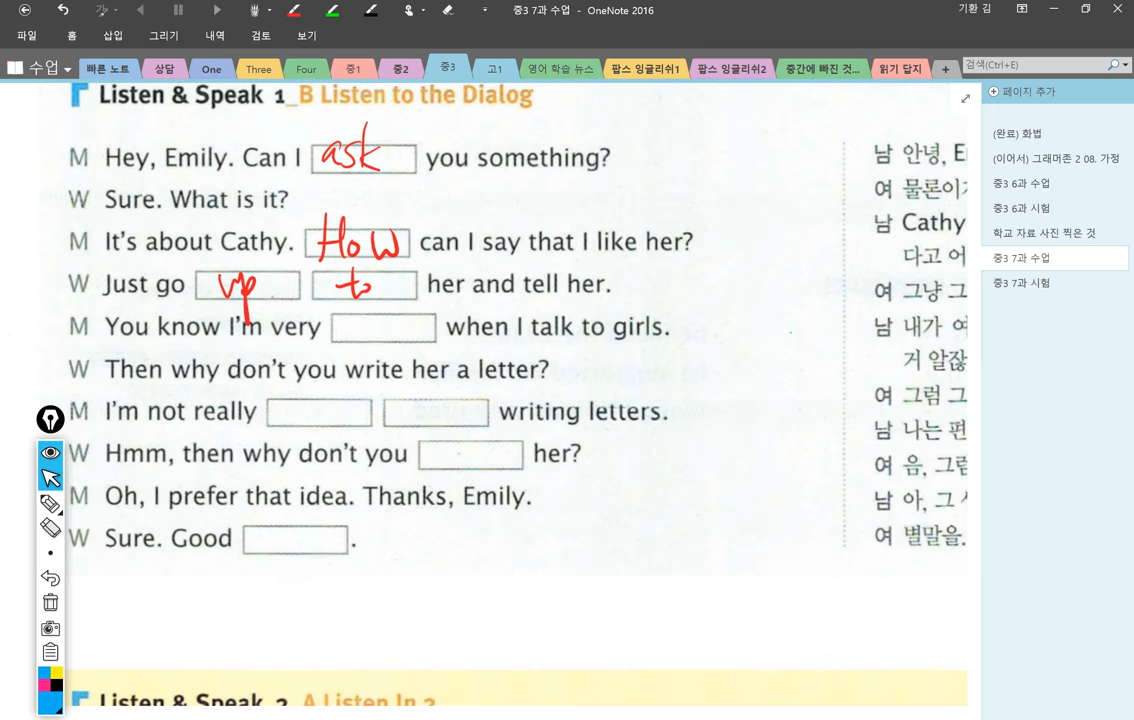 중3 7과 수업 - OneNote 2016
기환 김
파일 홈 삽입 그리기 내역 검토 보기
수업 빠른 노트 상담 One Three Four 중1 중2 중3 고1 영어 학습 뉴스 팝스 잉글리쉬1 팝스 잉글리쉬2 중간에 빠진 것... 읽기 답지 +
검색(Ctrl+E)
페이지 추가
(완료) 화법
(이어서) 그래머존 2 08. 가정
중3 6과 수업
중3 6과 시험
학교 자료 사진 찍은 것
중3 7과 수업
중3 7과 시험
Listen & Speak 1_B Listen to the Dialog
M Hey, Emily. Can I ask you something?
W Sure. What is it?
M It's about Cathy. How can I say that I like her?
W Just go up to her and tell her.
M You know I'm very when I talk to girls.
W Then why don't you write her a letter?
M I'm not really writing letters.
W Hmm, then why don't you her?
M Oh, I prefer that idea. Thanks, Emily.
W Sure. Good .
남 안녕, E
여 물론이
남 Cathy
다고 어
여 그냥 그
남 내가 여
거 알잖
여 그럼 그
남 나는 편
여 음, 그런
남 아, 그
여 별말을.
Listen & Speak 2 A Listen In 2